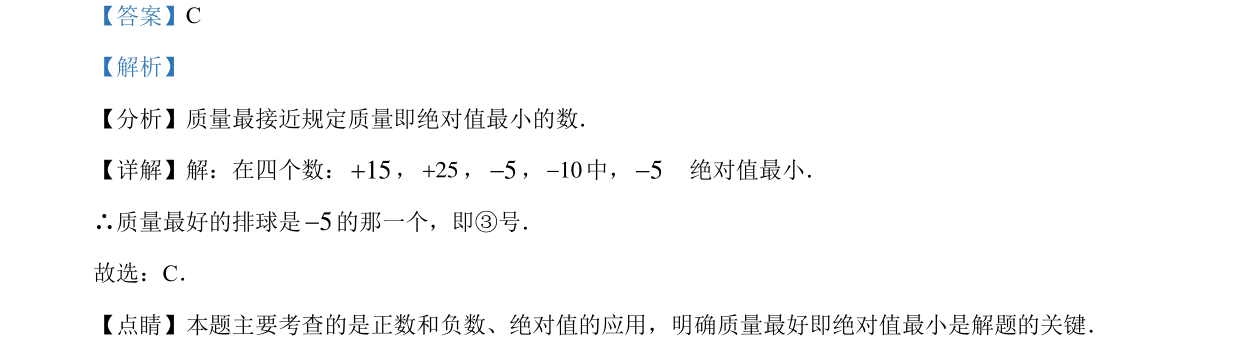 【答案】C
【解析】
【分析】质量最接近规定质量即绝对值最小的数．
【详解】解：在四个数：+15，+25，−5，−10中，−5 绝对值最小．
∴质量最好的排球是−5的那一个，即③号．
故选：C．
【点睛】本题主要考查的是正数和负数、绝对值的应用，明确质量最好即绝对值最小是解题的关键．